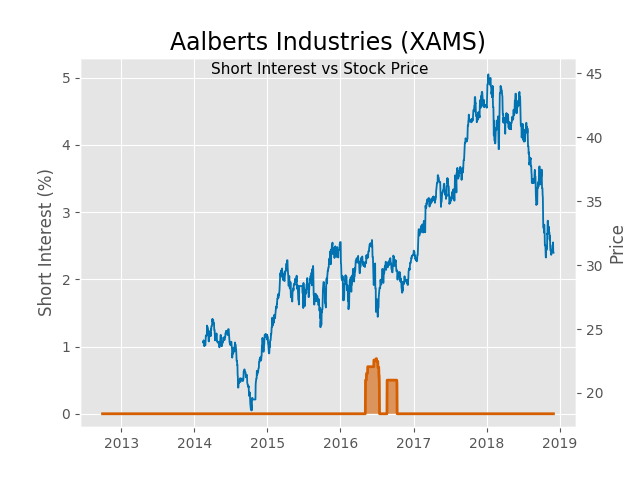 Aalberts Industries (XAMS)
Short Interest vs Stock Price
Short Interest (%)
5
4
3
2
1
0
45
40
35
30
25
20
Price
2013 2014 2015 2016 2017 2018 2019